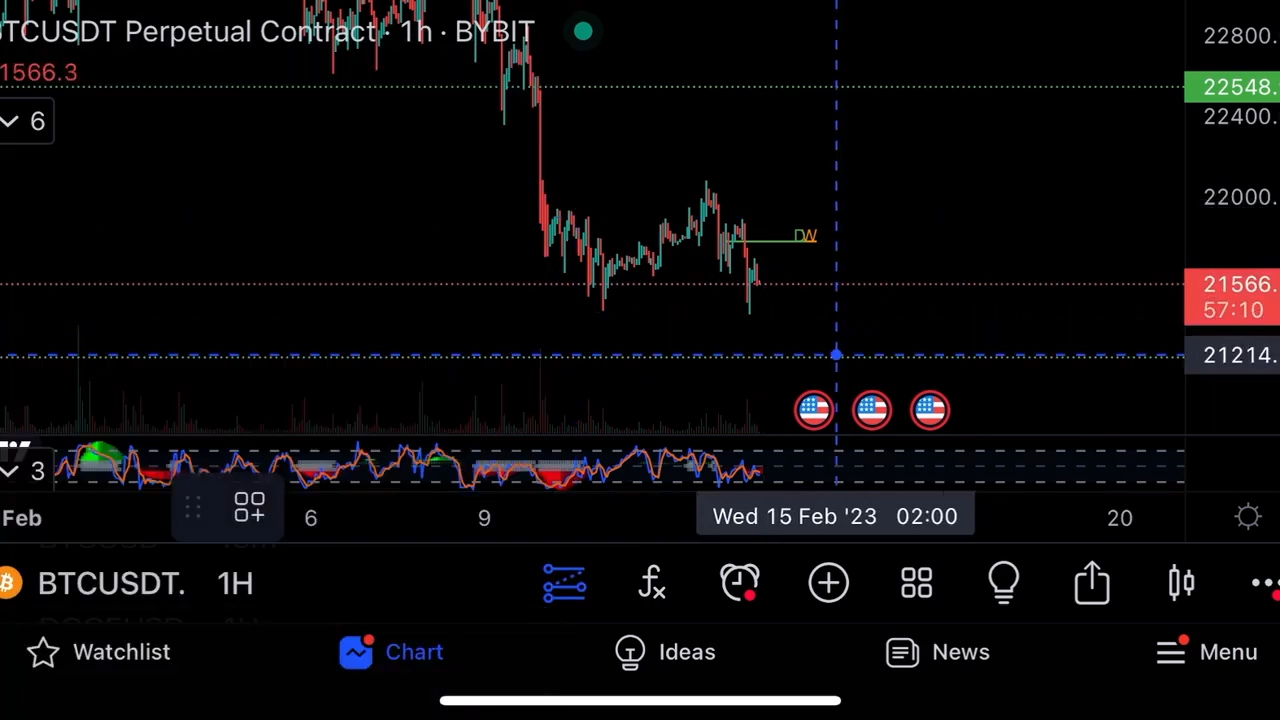 BTCUSDT Perpetual Contract · 1h · BYBIT
1566.3
6
22800.
22548.
22400.
22000.
DW
21566.
57:10
21214.
3
Feb
6
9
Wed 15 Feb '23 02:00
20
BTCUSDT. 1H
Watchlist
Chart
Ideas
News
Menu